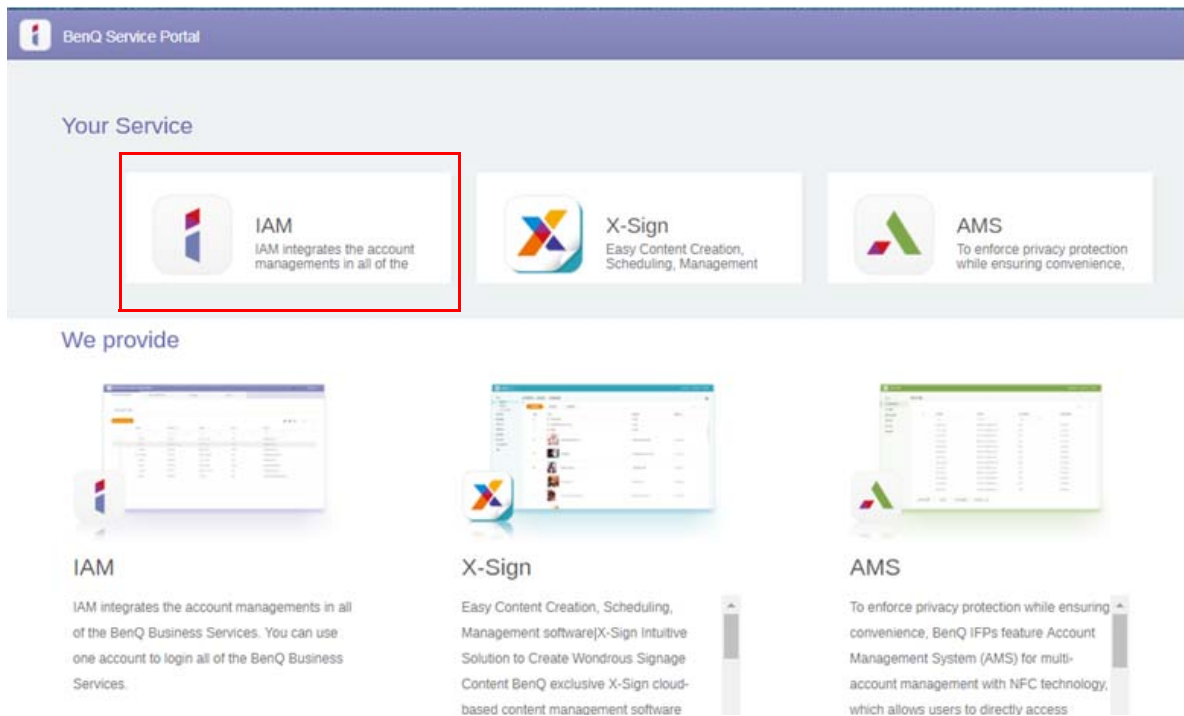 BenQ Service Portal
Your Service
IAM
IAM integrates the account
managements in all of the
X-Sign
Easy Content Creation,
Scheduling, Management
AMS
To enforce privacy protection
while ensuring convenience,
We provide
IAM
IAM integrates the account managements in all
of the BenQ Business Services. You can use
one account to login all of the BenQ Business
Services.
X-Sign
Easy Content Creation, Scheduling,
Management software|X-Sign Intuitive
Solution to Create Wondrous Signage
Content BenQ exclusive X-Sign cloud-
based content management software
AMS
To enforce privacy protection while ensuring
convenience, BenQ IFPs feature Account
Management System (AMS) for multi-
account management with NFC technology,
which allows users to directly access